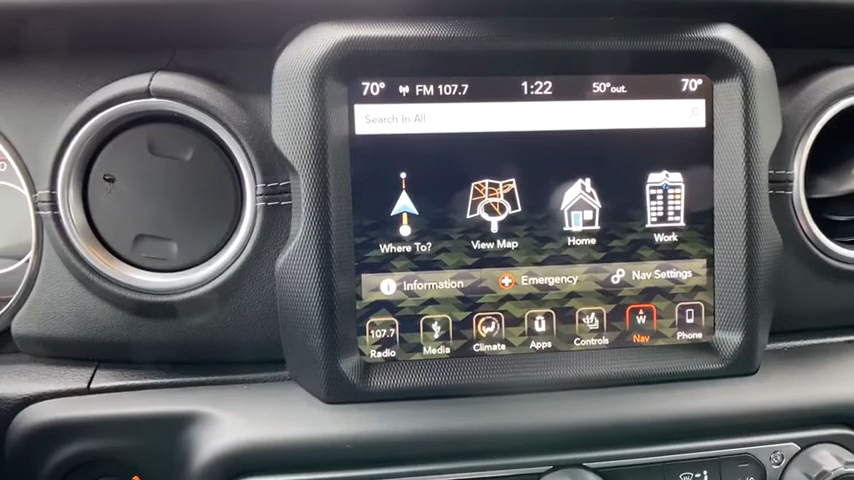 70° FM 107.7 1:22 50°out. 70°
Search In All
Where To? View Map Home Work
Information Emergency Nav Settings
107.7 W
Radio Media Climate Apps Controls Nav Phone